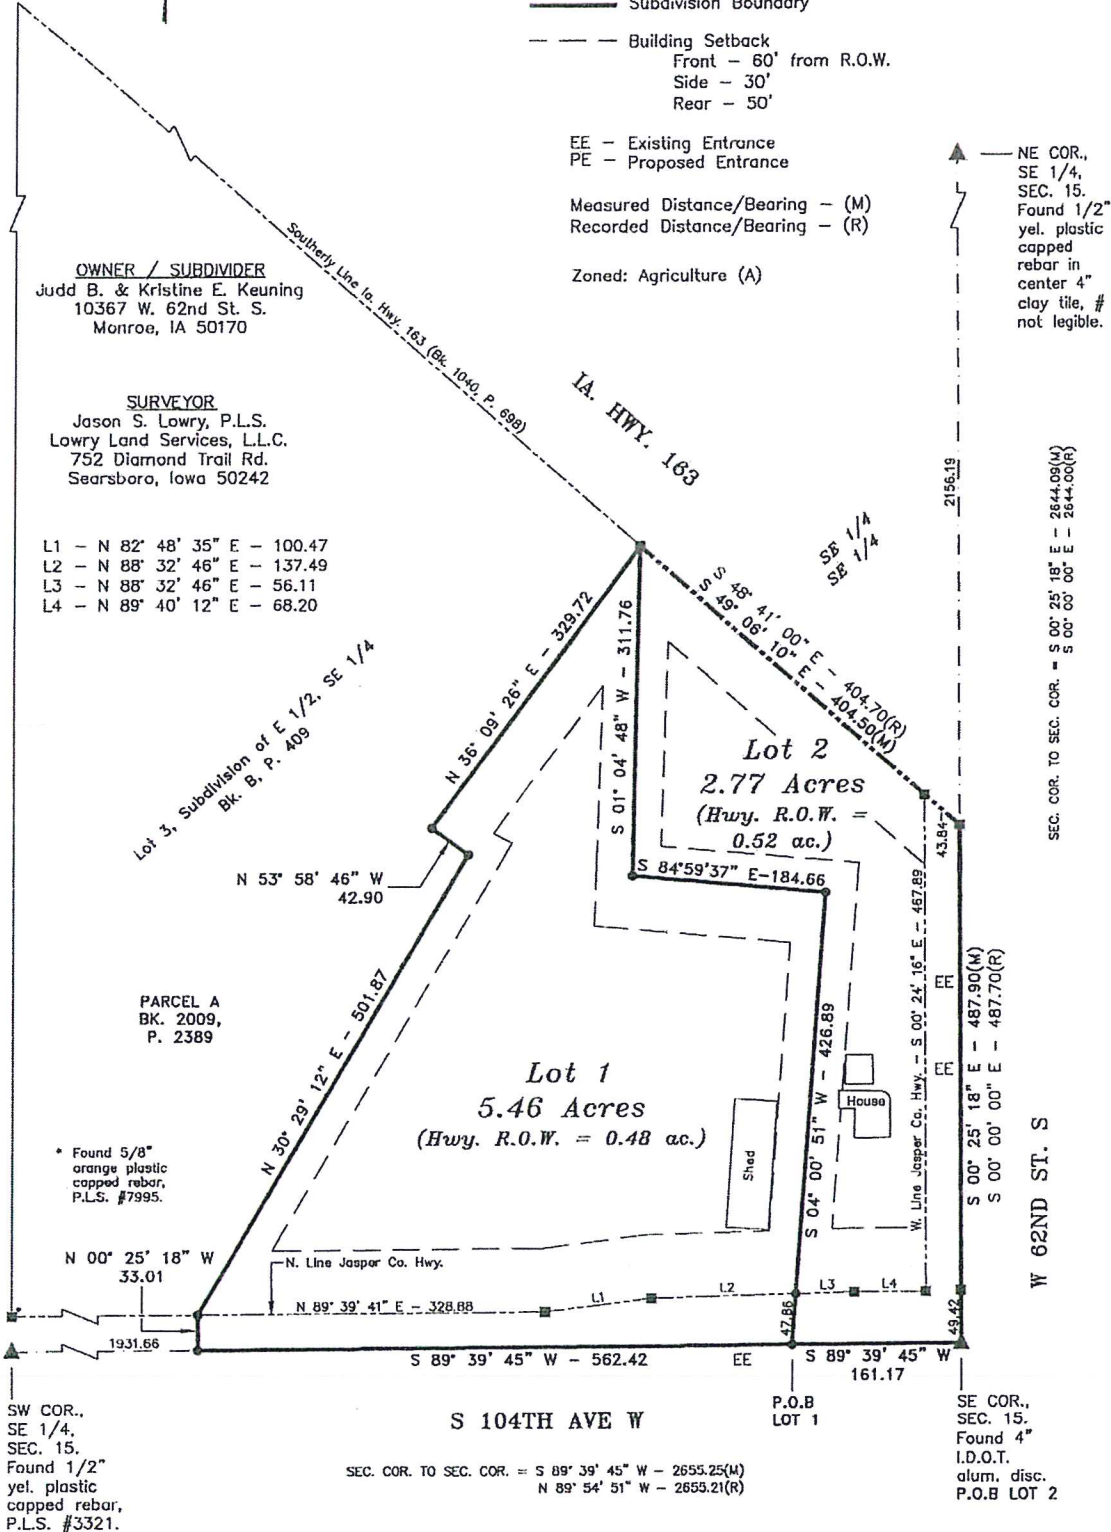 Subdivision Boundary
Building Setback
Front - 60' from R.O.W.
Side - 30'
Rear - 50'
EE - Existing Entrance
PE - Proposed Entrance
Measured Distance/Bearing - (M)
Recorded Distance/Bearing - (R)
Zoned: Agriculture (A)
NE COR.,
SE 1/4,
SEC. 15.
Found 1/2"
yel. plastic
capped
rebar in
center 4"
clay tile, #
not legible.
OWNER / SUBDIVIDER
Judd B. & Kristine E. Keuning
10367 W. 62nd St. S.
Monroe, IA 50170
SURVEYOR
Jason S. Lowry, P.L.S.
Lowry Land Services, L.L.C.
752 Diamond Trail Rd.
Searsboro, Iowa 50242
L1 - N 82° 48' 35" E - 100.47
L2 - N 88° 32' 46" E - 137.49
L3 - N 88° 32' 46" E - 56.11
L4 - N 89° 40' 12" E - 68.20
Southerly Line Ia. Hwy. 163 (Bk. 1040, P. 698)
IA. HWY. 163
SE 1/4
SE 1/4
2156.19
SEC. COR. TO SEC. COR. = S 00° 25' 18" E - 2644.09(M)
S 00° 00' 00" E - 2644.00(R)
S 48° 41' 00" E - 404.70(R)
S 49° 06' 10" E - 404.50(M)
Lot 3, Subdivision of E 1/2, SE 1/4
Bk. B, P. 409
N 36° 09' 26" E - 329.72
S 01° 04' 48" W - 311.76
Lot 2
2.77 Acres
(Hwy. R.O.W. =
0.52 ac.)
43.84
N 53° 58' 46" W
42.90
S 84°59'37" E-184.66
N 30° 29' 12" E - 501.87
PARCEL A
BK. 2009,
P. 2389
S 04° 00' 51" W - 426.89
W. Line Jasper Co. Hwy. - S 00° 24' 16" E - 467.89
EE
EE
S 00° 25' 18" E - 487.90(M)
S 00° 00' 00" E - 487.70(R)
Lot 1
5.46 Acres
(Hwy. R.O.W. = 0.48 ac.)
House
Shed
W 62ND ST. S
* Found 5/8"
orange plastic
capped rebar,
P.L.S. #7995.
N 00° 25' 18" W
33.01
N. Line Jasper Co. Hwy.
N 89° 39' 41" E - 328.88
L1
L2
L3
L4
*
1931.66
47.86
49.42
S 89° 39' 45" W - 562.42
EE
S 89° 39' 45" W
161.17
SW COR.,
SE 1/4,
SEC. 15.
Found 1/2"
yel. plastic
capped rebar,
P.L.S. #3321.
S 104TH AVE W
P.O.B
LOT 1
SE COR.,
SEC. 15.
Found 4"
I.D.O.T.
alum. disc.
P.O.B LOT 2
SEC. COR. TO SEC. COR. = S 89° 39' 45" W - 2655.25(M)
N 89° 54' 51" W - 2655.21(R)